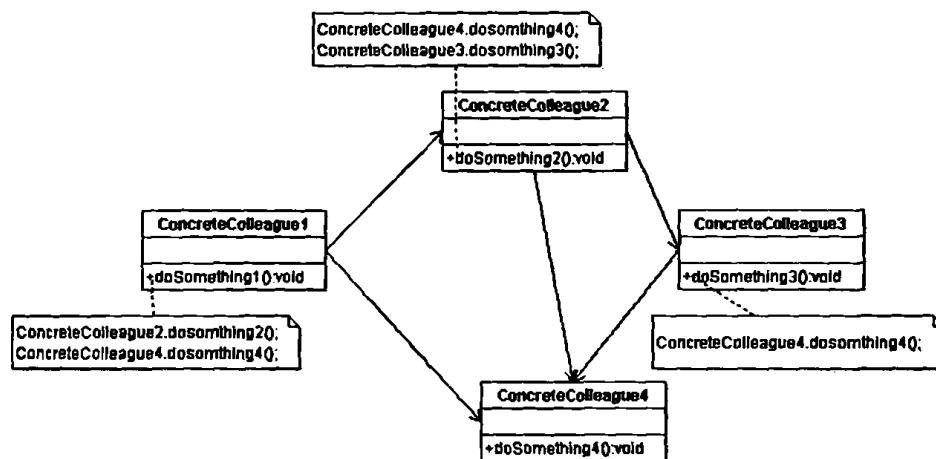 ConcreteColleague4.dosomthing4();
ConcreteColleague3.dosomthing3();
ConcreteColleague2
+doSomething2():void
ConcreteColleague1
+doSomething1():void
ConcreteColleague3
+doSomething3():void
ConcreteColleague2.dosomthing2();
ConcreteColleague4.dosomthing4();
ConcreteColleague4.dosomthing4();
ConcreteColleague4
+doSomething4():void